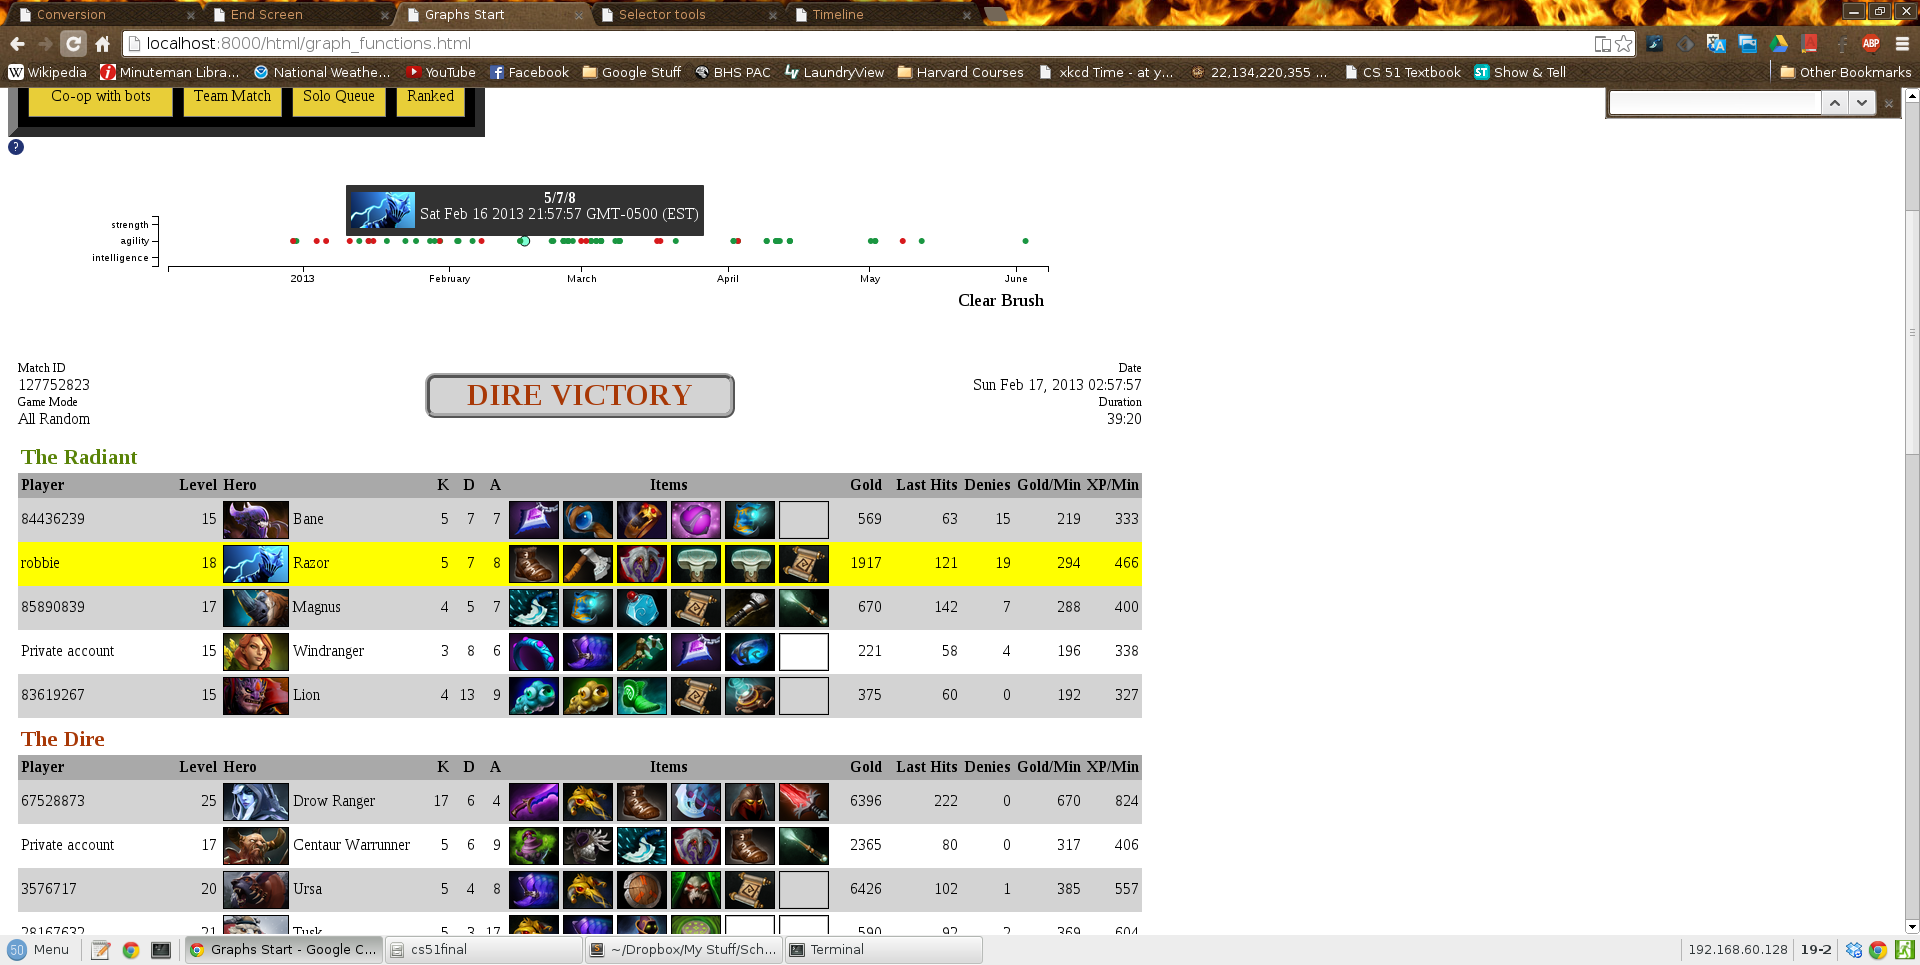 Conversion
End Screen
Graphs Start
Selector tools
Timeline
localhost:8000/html/graph_functions.html
Wikipedia
Minuteman Libra...
National Weathe...
YouTube
Facebook
Google Stuff
BHS PAC
LaundryView
Harvard Courses
xkcd Time - at y...
22,134,220,355 ...
CS 51 Textbook
Show & Tell
Other Bookmarks
Co-op with bots
Team Match
Solo Queue
Ranked
?
5/7/8
Sat Feb 16 2013 21:57:57 GMT-0500 (EST)
strength
agility
intelligence
2013 February March April May June
Clear Brush
Match ID
127752823
Game Mode
All Random
DIRE VICTORY
Date
Sun Feb 17, 2013 02:57:57
Duration
39:20
The Radiant
Player Level Hero K D A Items Gold Last Hits Denies Gold/Min XP/Min
84436239 15 Bane 5 7 7 569 63 15 219 333
robbie 18 Razor 5 7 8 1917 121 19 294 466
85890839 17 Magnus 4 5 7 670 142 7 288 400
Private account 15 Windranger 3 8 6 221 58 4 196 338
83619267 15 Lion 4 13 9 375 60 0 192 327
The Dire
Player Level Hero K D A Items Gold Last Hits Denies Gold/Min XP/Min
67528873 25 Drow Ranger 17 6 4 6396 222 0 670 824
Private account 17 Centaur Warrunner 5 6 9 2365 80 0 317 406
3576717 20 Ursa 5 4 8 6426 102 1 385 557
28167632 21 Tusk 5 3 17 590 92 2 369 604
50 Menu
Graphs Start - Google C...
cs51final
~/Dropbox/My Stuff/Sch...
Terminal
192.168.60.128
19-2
ABP